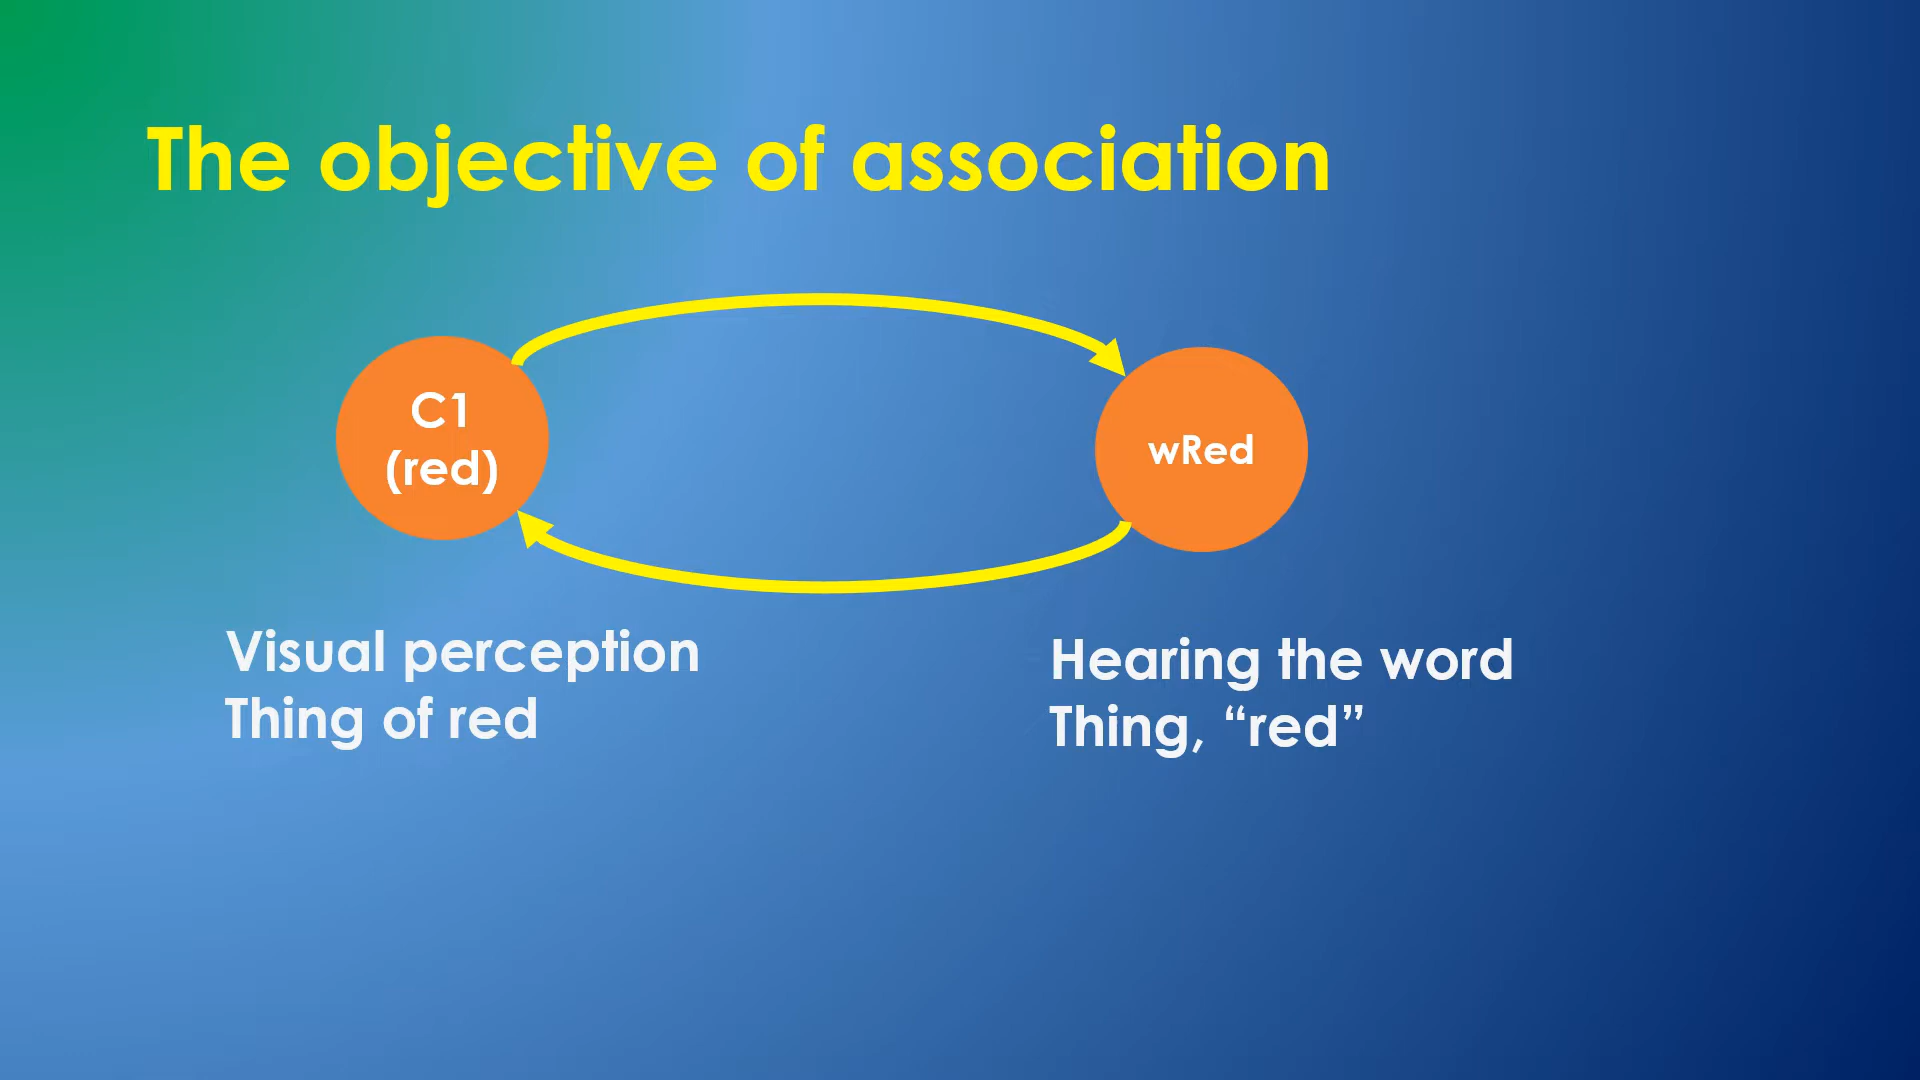 The objective of association
C1
(red)
wRed
Visual perception
Thing of red
Hearing the word
Thing, “red”